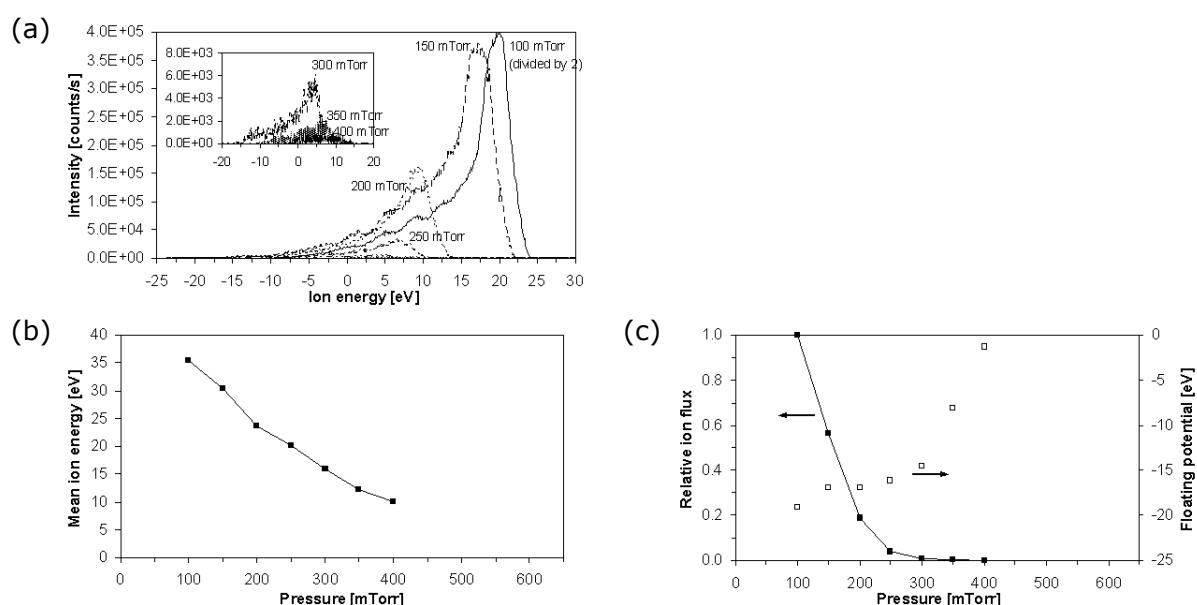 (a)
4.0E+05
3.5E+05
3.0E+05
2.5E+05
2.0E+05
1.5E+05
1.0E+05
5.0E+04
0.0E+00
Intensity [counts/s]
8.0E+03
6.0E+03
4.0E+03
2.0E+03
0.0E+00
300 mTorr
350 mTorr
400 mTorr
-20 -10 0 10 20
150 mTorr
100 mTorr
(divided by 2)
200 mTorr
250 mTorr
-25 -20 -15 -10 -5 0 5 10 15 20 25 30
Ion energy [eV]
(b)
40
35
30
25
20
15
10
5
0
Mean ion energy [eV]
0 100 200 300 400 500 600
Pressure [mTorr]
(c)
1.0
0.8
0.6
0.4
0.2
0.0
Relative ion flux
0
-5
-10
-15
-20
-25
Floating potential [eV]
0 100 200 300 400 500 600
Pressure [mTorr]